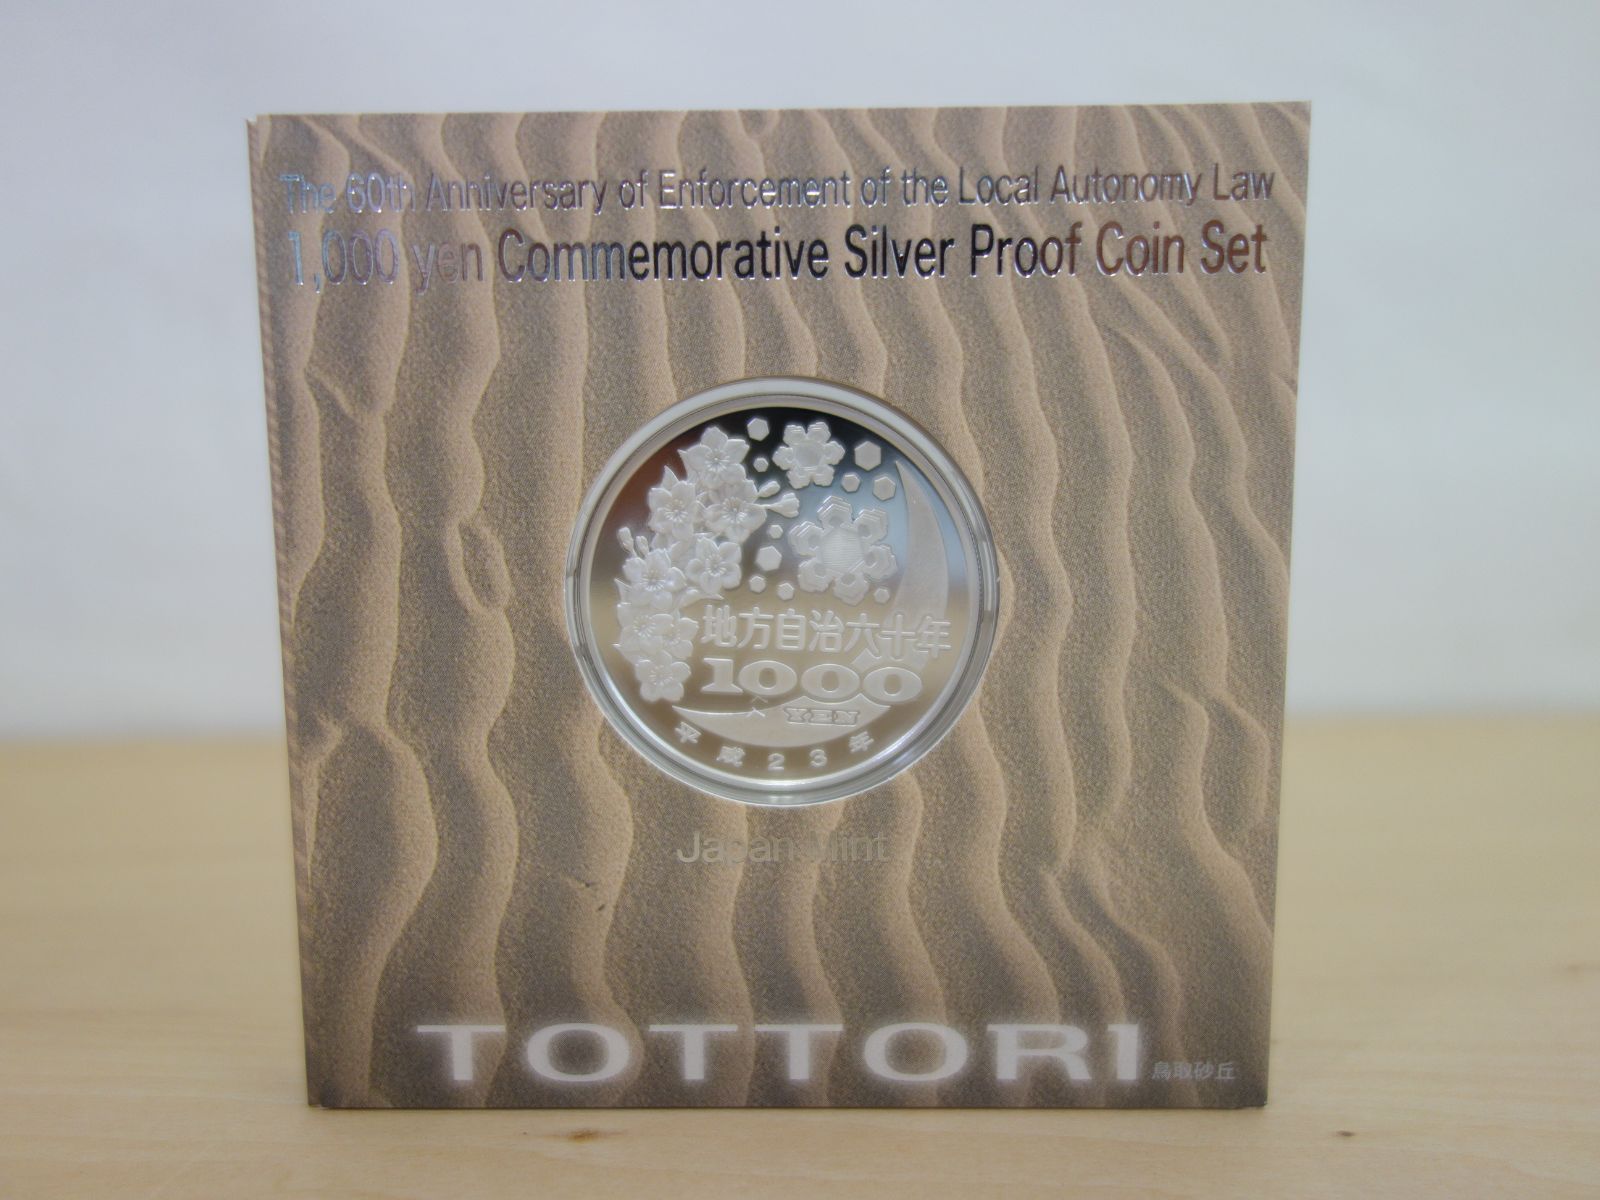 The 60th Anniversary of Enforcement of the Local Autonomy Law
1,000 yen Commemorative Silver Proof Coin Set
地方自治六十年
1000
YEN
平成23年
Japan Mint
TOTTORI
鳥取砂丘